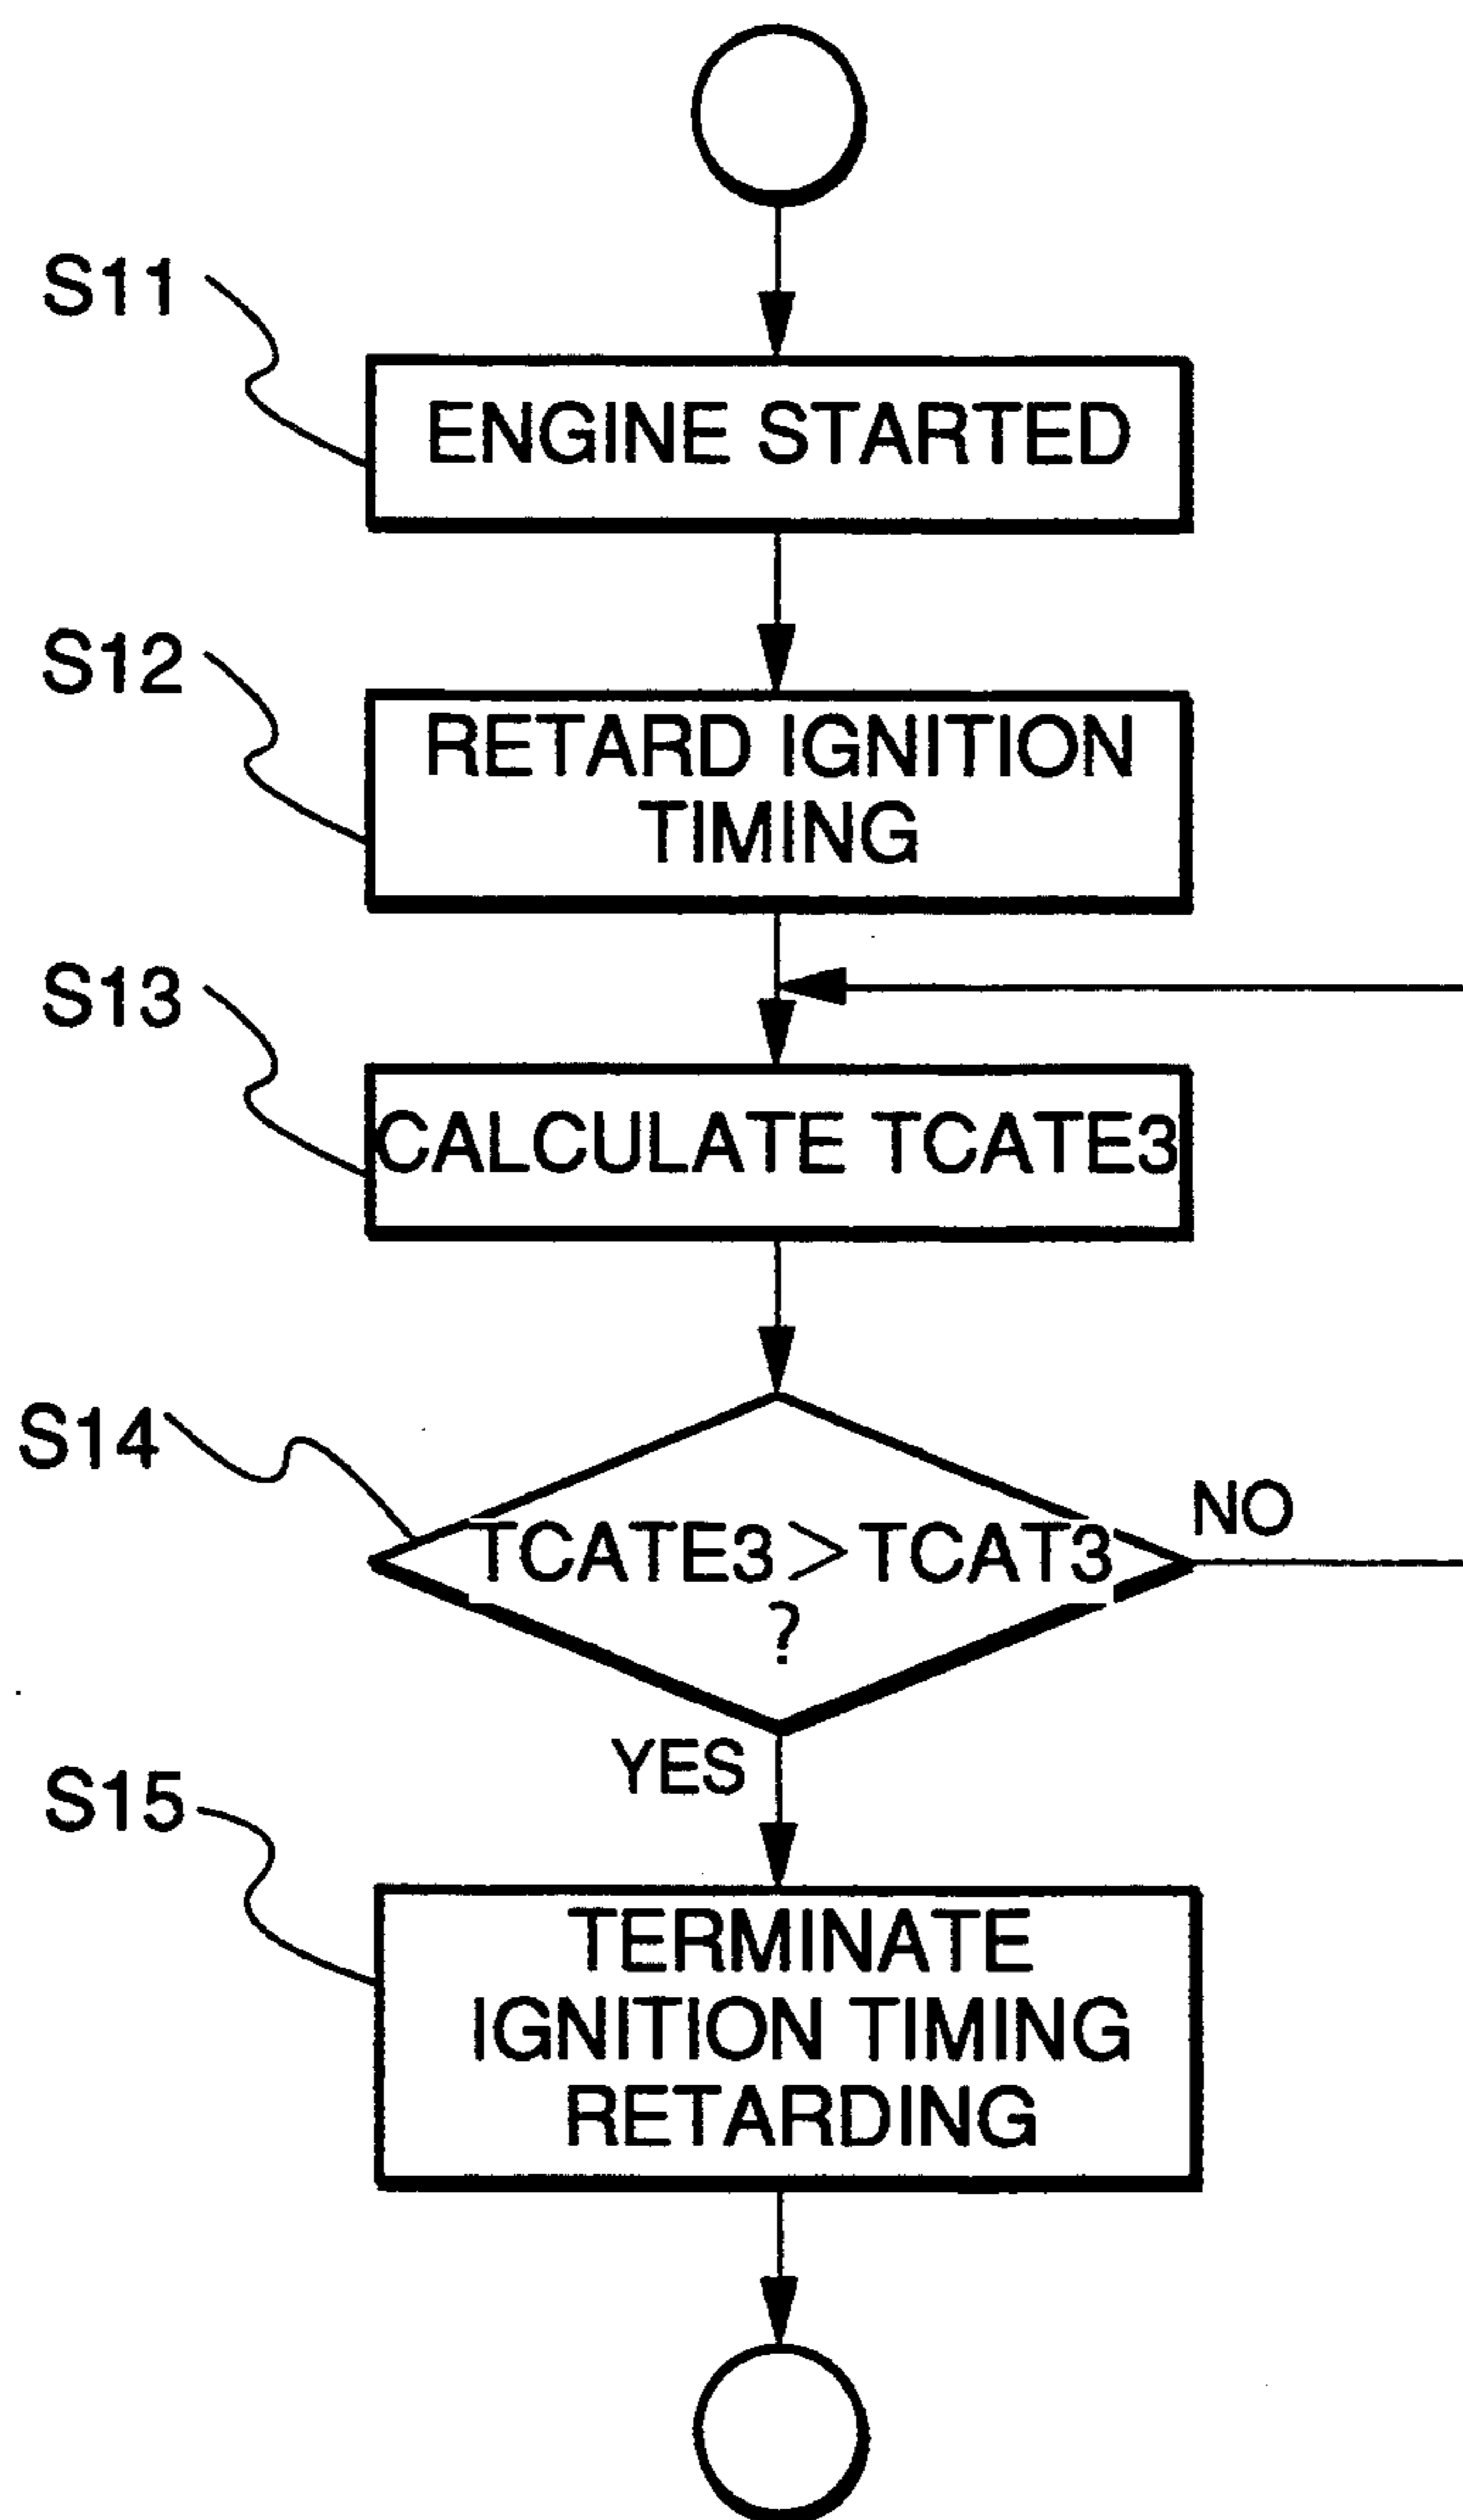 S11
ENGINE STARTED
S12
RETARD IGNITION
TIMING
S13
CALCULATE TCATE3
S14
TCATE3>TCAT3
?
NO
YES
S15
TERMINATE
IGNITION TIMING
RETARDING